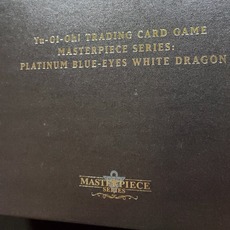 Yu-Gi-Oh! TRADING CARD GAME
MASTERPIECE SERIES:
PLATINUM BLUE-EYES WHITE DRAGON
MASTERPIECE
SERIES